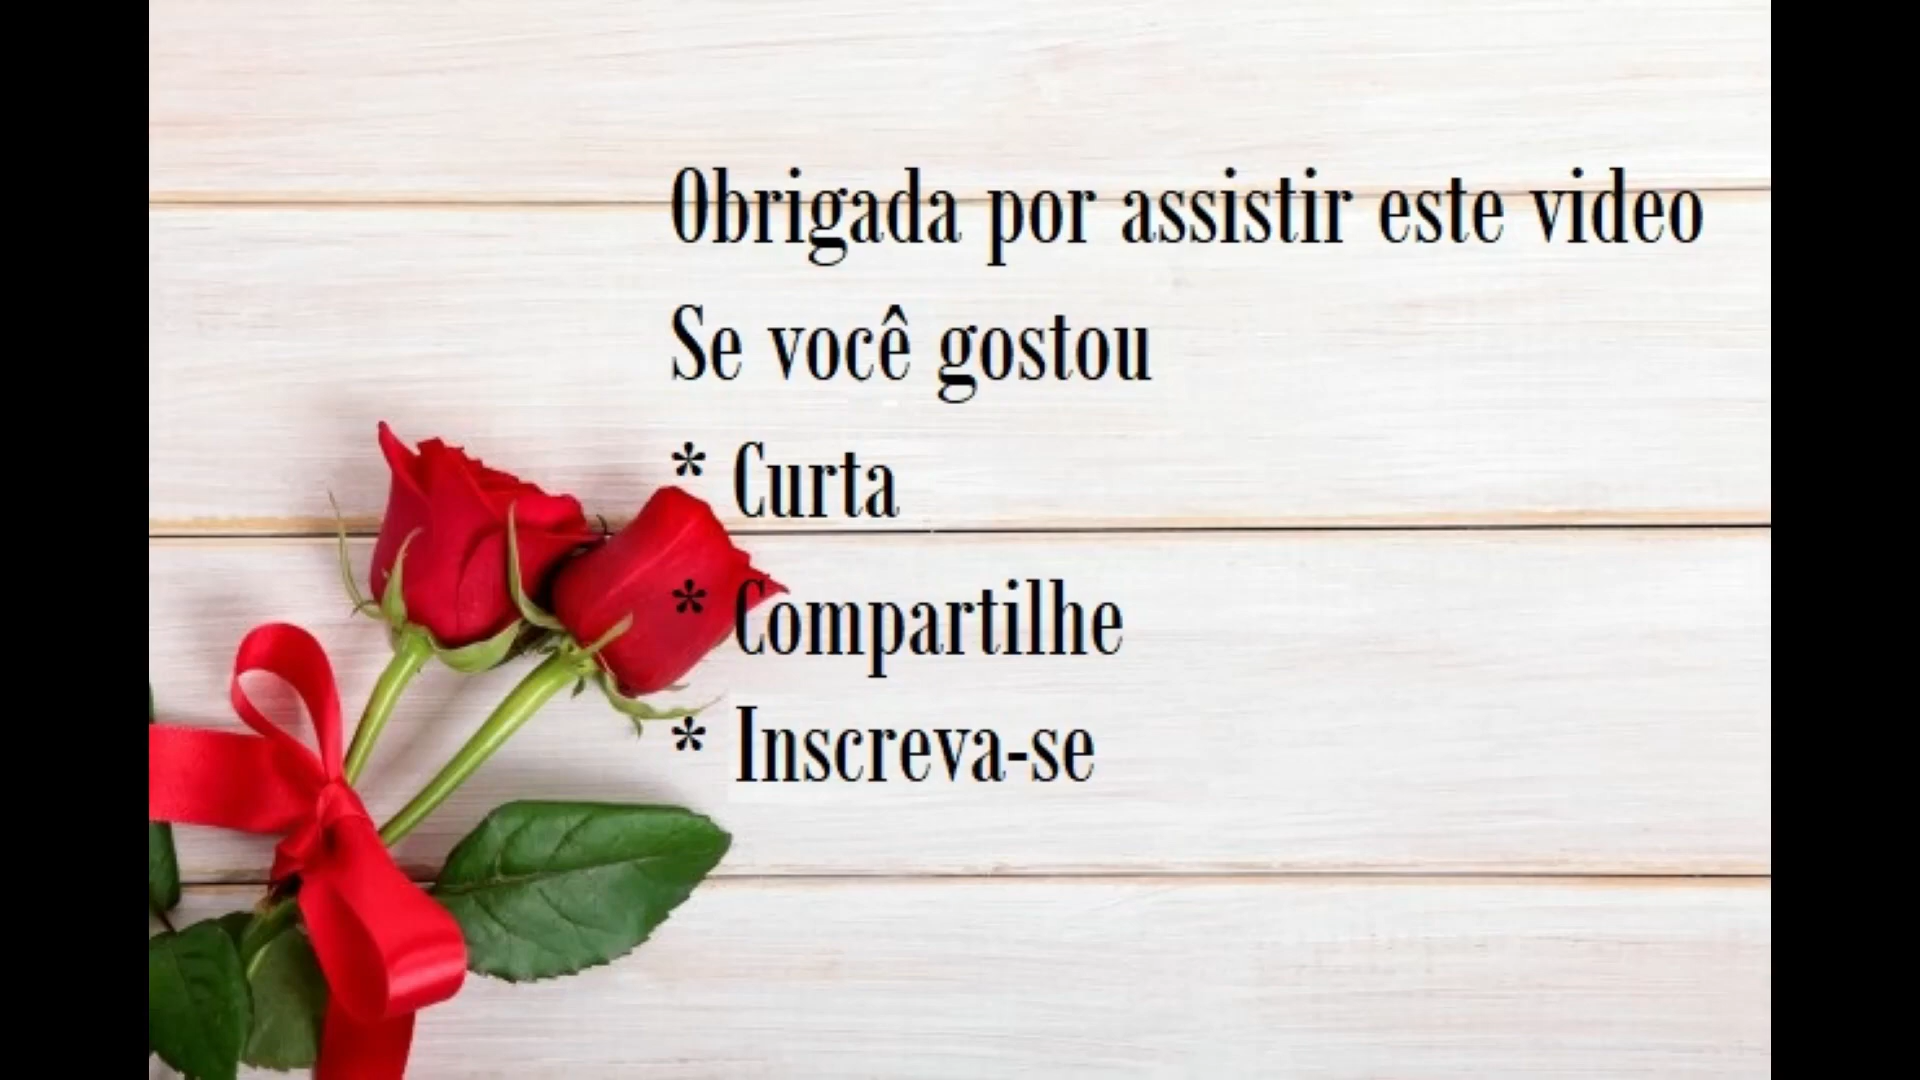 Obrigada por assistir este video
Se você gostou
* Curta
* Compartilhe
* Inscreva-se